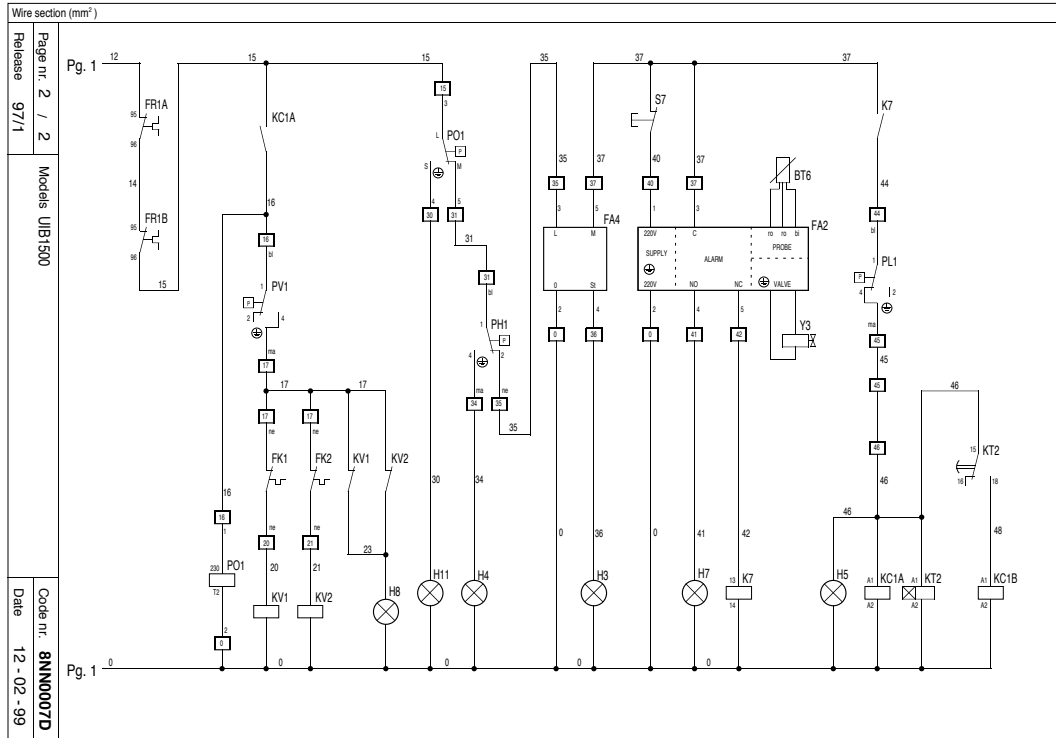 Wire section (mm²)
Page nr. 2 / 2
Release 97/1
Models UIB1500
Code nr. 8NN0007D
Date 12 - 02 - 99
Pg. 1 12 15 15 35 37 37
FR1A
95
96
14
FR1B
95
96
15
KC1A
16
16
bl
1
PV1
P
2 4
ma
17
17 17
17 17
ne ne
FK1 FK2 KV1 KV2
ne ne
20 21
20 21
23
KV1 KV2 H8
16
16
1
230 PO1
T2
2
0
15
3
L PO1
P
S M
4 5
30 31
31
31
bl
1 PH1
P
4 2
ma ne
34 35
35
30 34
H11 H4
35 37
35 37
3 5
L M
FA4
0 St
2 4
0 36
0 36
H3
S7
40 37
40 37
1 3
BT6
FA2
220V C ro ro bi
SUPPLY ALARM PROBE
220V NO NC VALVE
2 4 5
0 41 42
Y3
0 41 42
H7
13 K7
14
K7
44
44
bl
1 PL1
P
4 2
ma
45
45
45
46
46
46
46
15 KT2
16 18
48
H5
A1 KC1A
A2
A1 KT2
A2
A1 KC1B
A2
Pg. 1 0 0 0 0 0